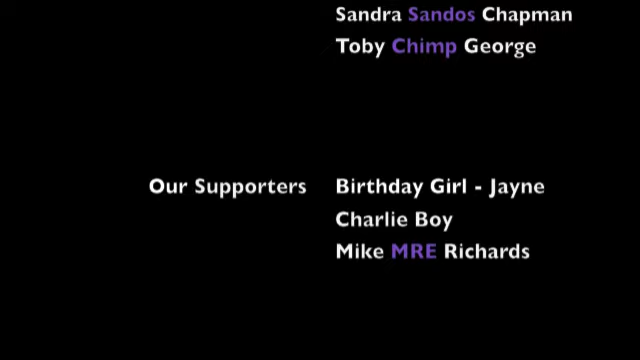 Sandra Sandos Chapman
Toby Chimp George
Our Supporters Birthday Girl - Jayne
Charlie Boy
Mike MRE Richards